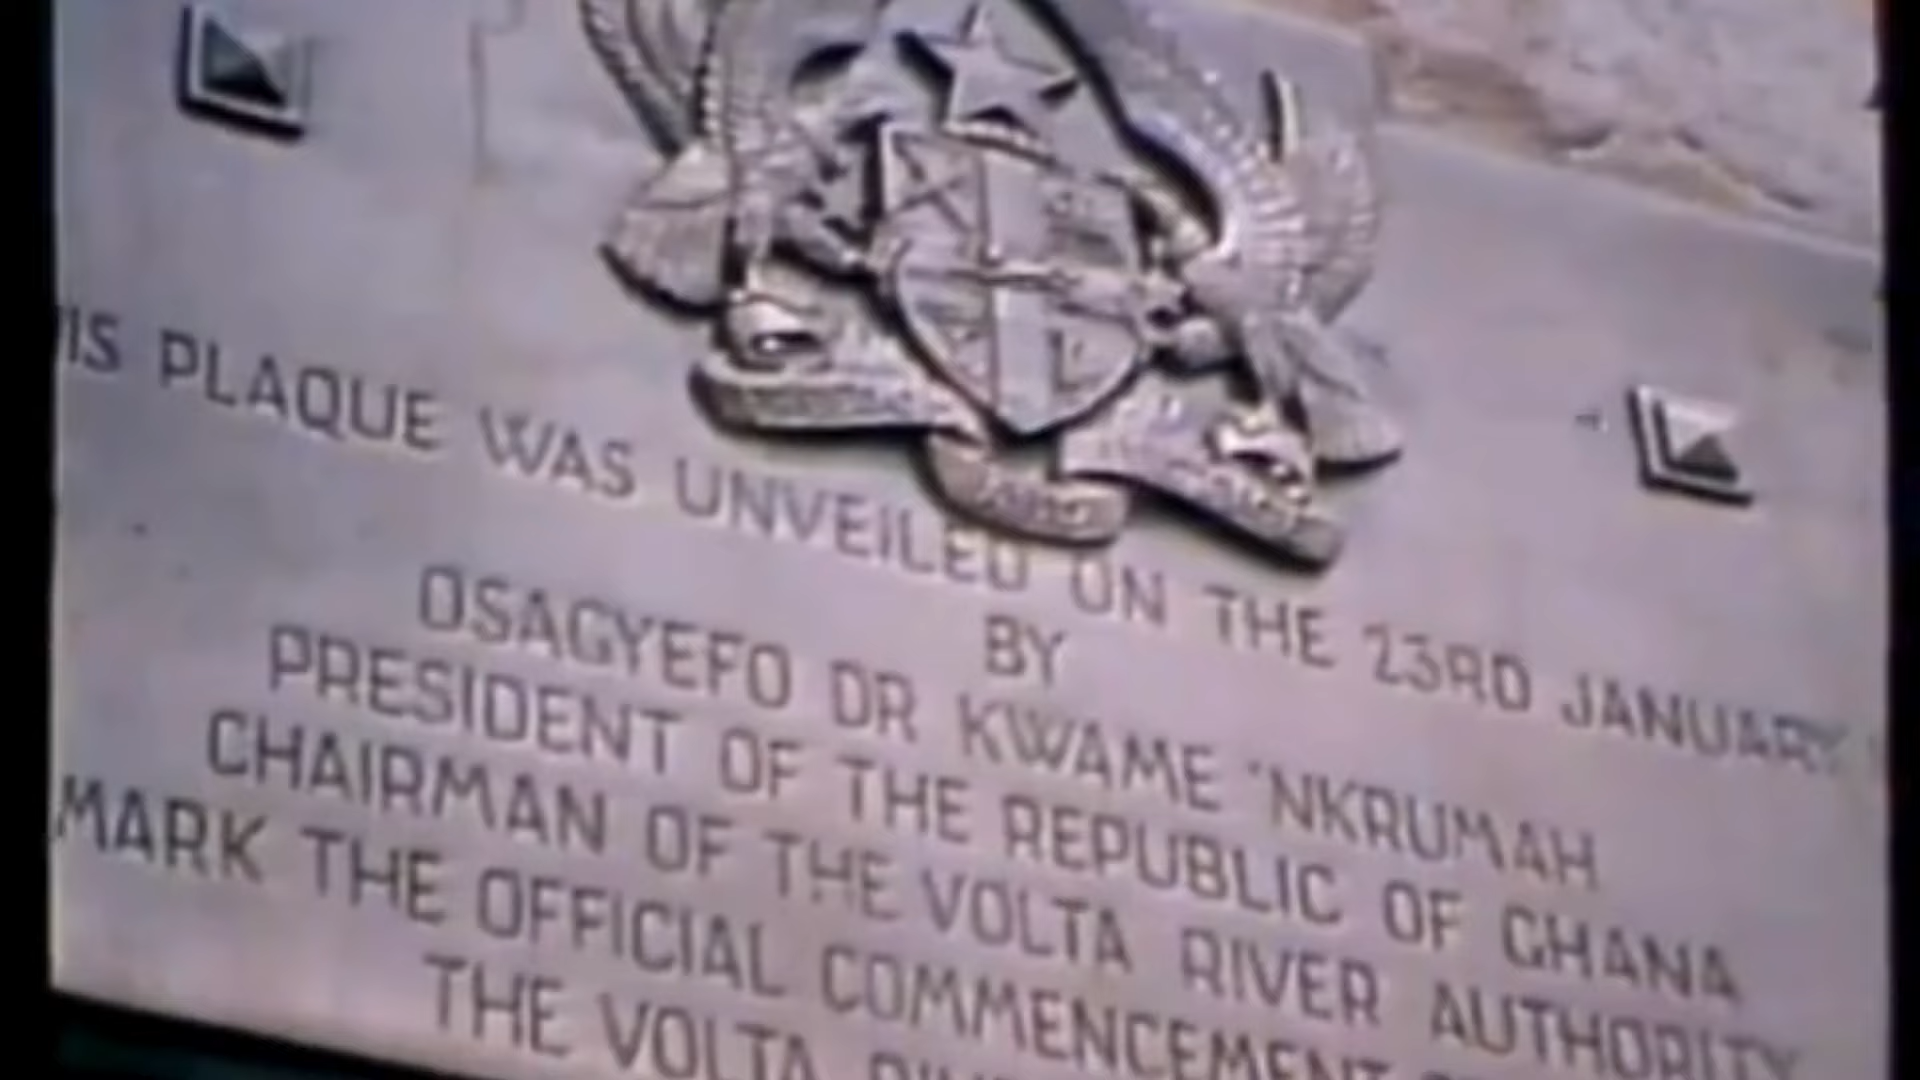 IS PLAQUE WAS UNVEILED ON THE 23RD JANUARY
BY
OSAGYEFO DR KWAME 'NKRUMAH
PRESIDENT OF THE REPUBLIC OF GHANA
CHAIRMAN OF THE VOLTA RIVER AUTHORITY
MARK THE OFFICIAL COMMENCEMENT
THE VOLTA